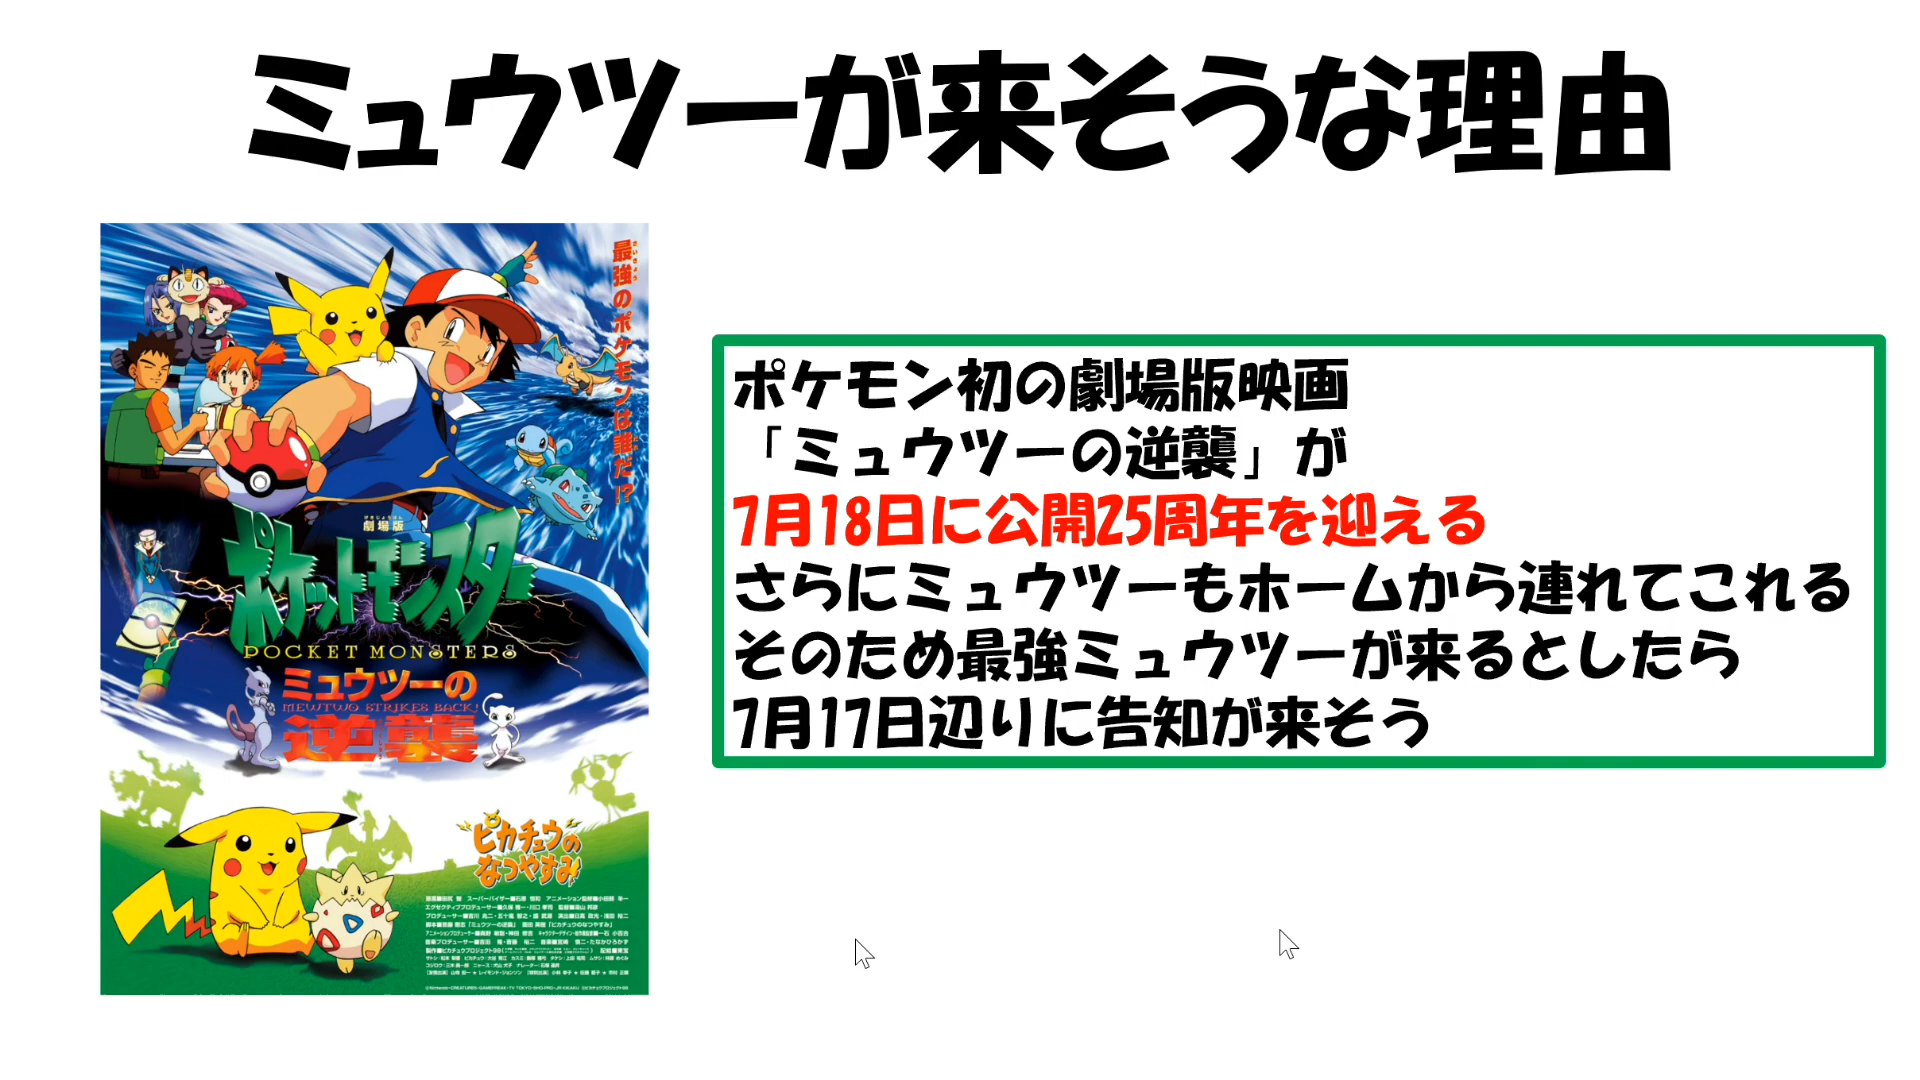 ミュウツーが来そうな理由
最強のポケモンは誰だ!?
劇場版
ポケットモンスター
POCKET MONSTERS
ミュウツーの
MEWTWO STRIKES BACK!
逆襲
ピカチュウの
なつやすみ
ポケモン初の劇場版映画
「ミュウツーの逆襲」が
7月18日に公開25周年を迎える
さらにミュウツーもホームから連れてこれる
そのため最強ミュウツーが来るとしたら
7月17日辺りに告知が来そう